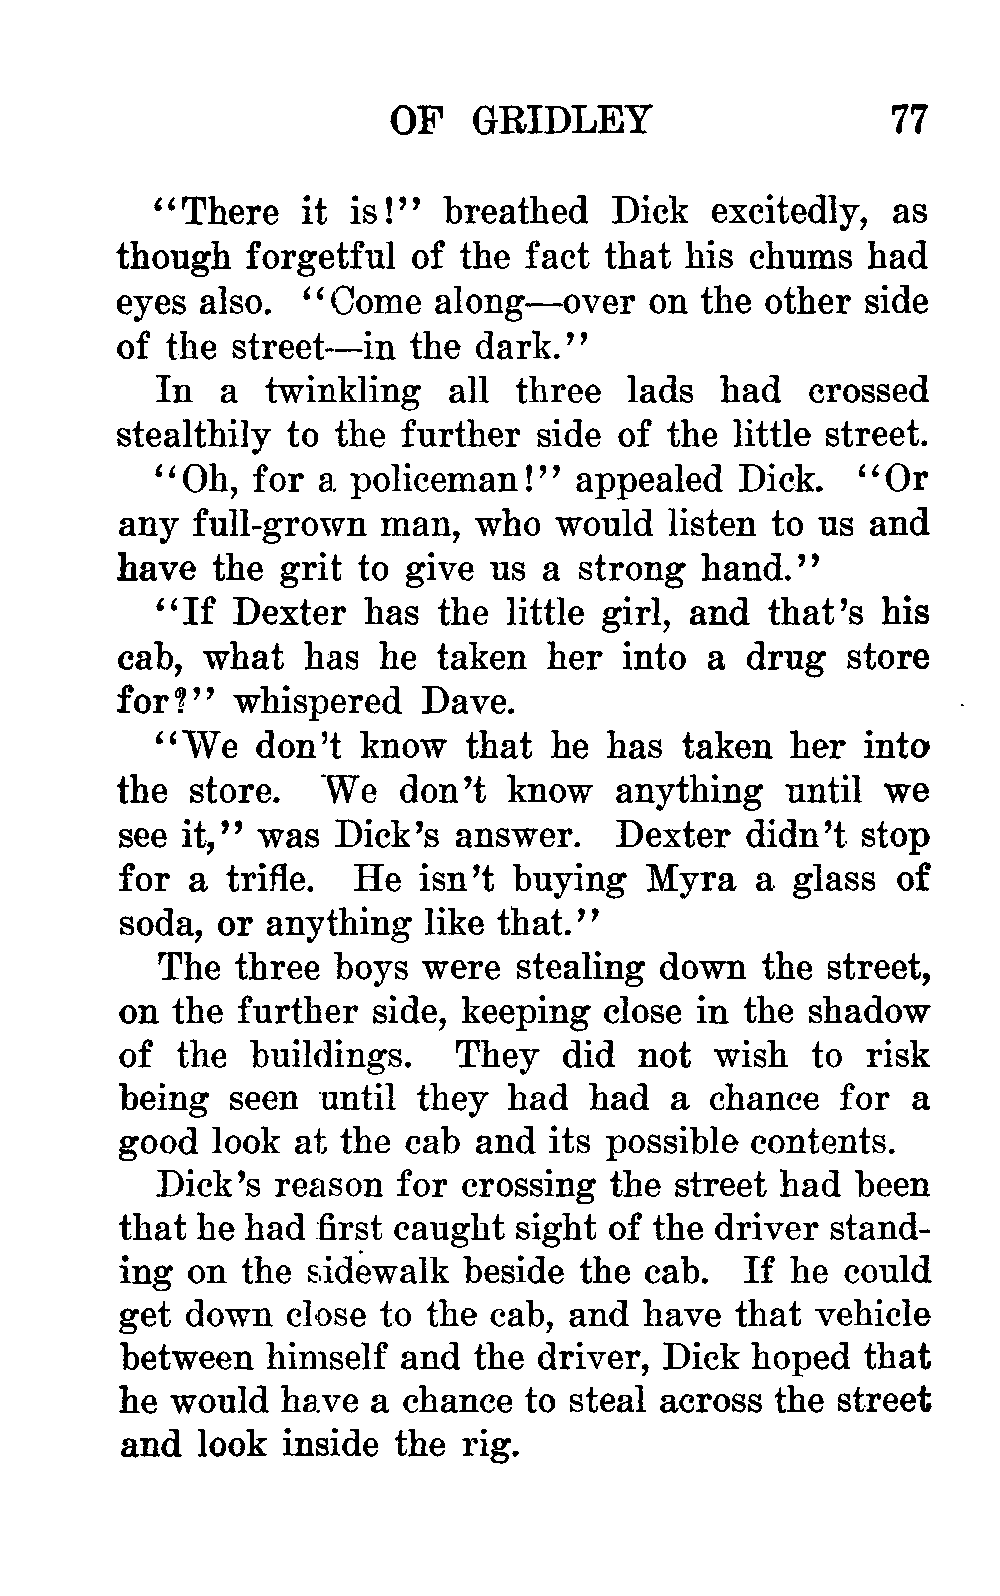 OF GRIDLEY 77
"There it is!" breathed Dick excitedly, as
though forgetful of the fact that his chums had
eyes also. "Come along—over on the other side
of the street—in the dark."
In a twinkling all three lads had crossed
stealthily to the further side of the little street.
"Oh, for a policeman!" appealed Dick. "Or
any full-grown man, who would listen to us and
have the grit to give us a strong hand."
"If Dexter has the little girl, and that's his
cab, what has he taken her into a drug store
for?" whispered Dave.
"We don't know that he has taken her into
the store. We don't know anything until we
see it," was Dick's answer. Dexter didn't stop
for a trifle. He isn't buying Myra a glass of
soda, or anything like that."
The three boys were stealing down the street,
on the further side, keeping close in the shadow
of the buildings. They did not wish to risk
being seen until they had had a chance for a
good look at the cab and its possible contents.
Dick's reason for crossing the street had been
that he had first caught sight of the driver stand-
ing on the sidewalk beside the cab. If he could
get down close to the cab, and have that vehicle
between himself and the driver, Dick hoped that
he would have a chance to steal across the street
and look inside the rig.